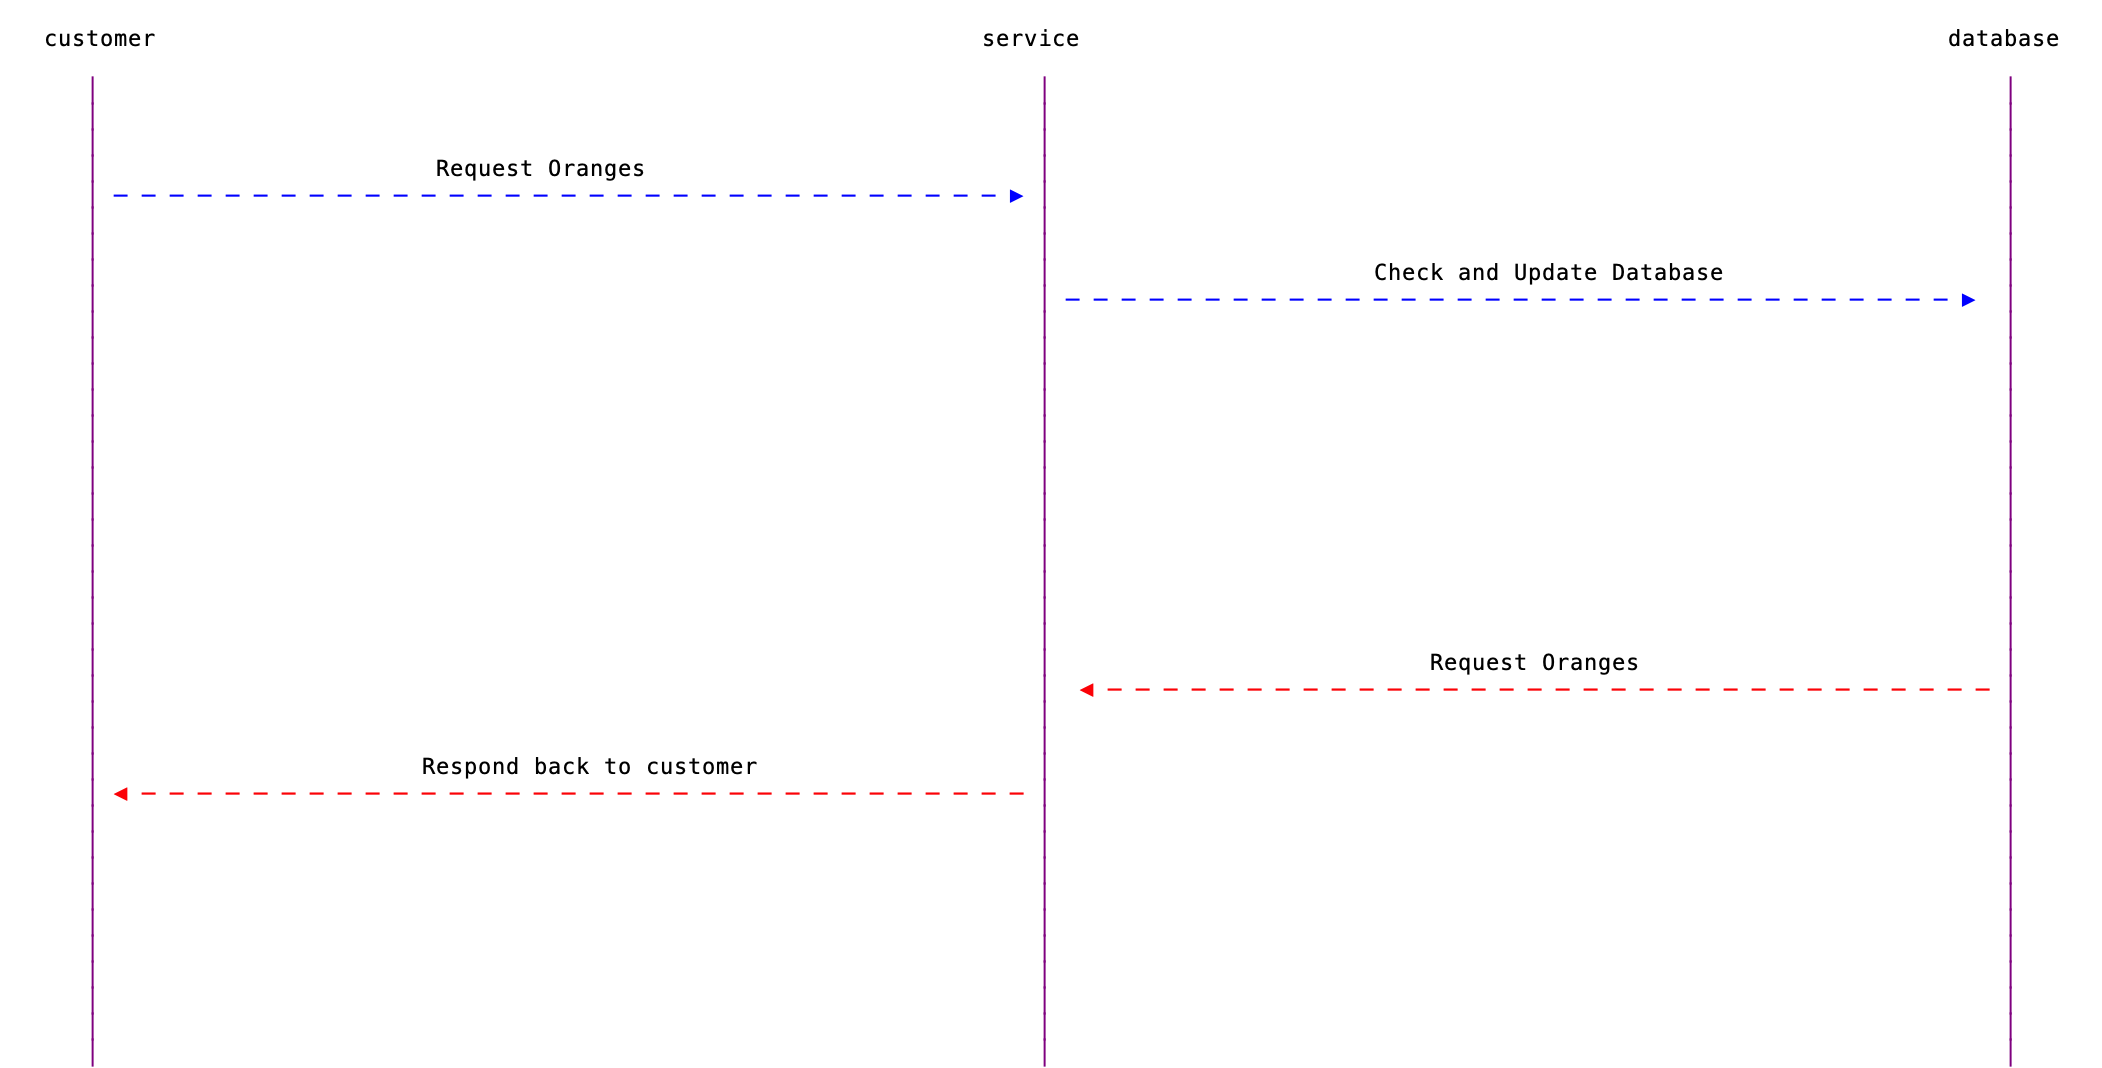 customer
service
database
Request Oranges
Check and Update Database
Request Oranges
Respond back to customer